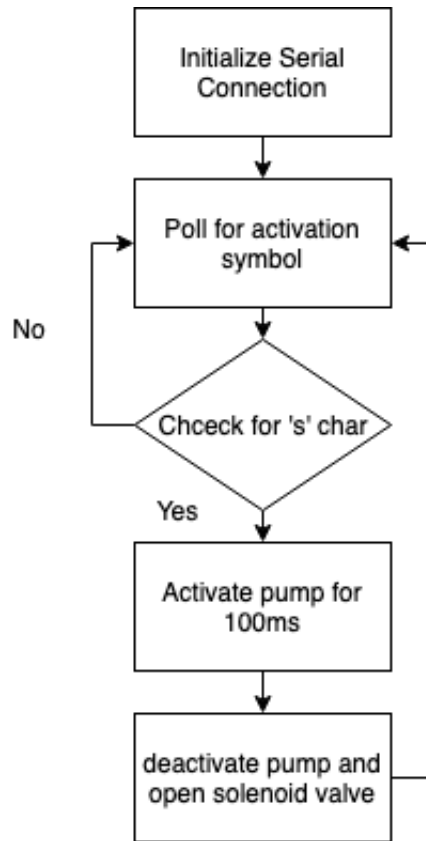 Initialize Serial
Connection
Poll for activation
symbol
No
Chceck for 's' char
Yes
Activate pump for
100ms
deactivate pump and
open solenoid valve